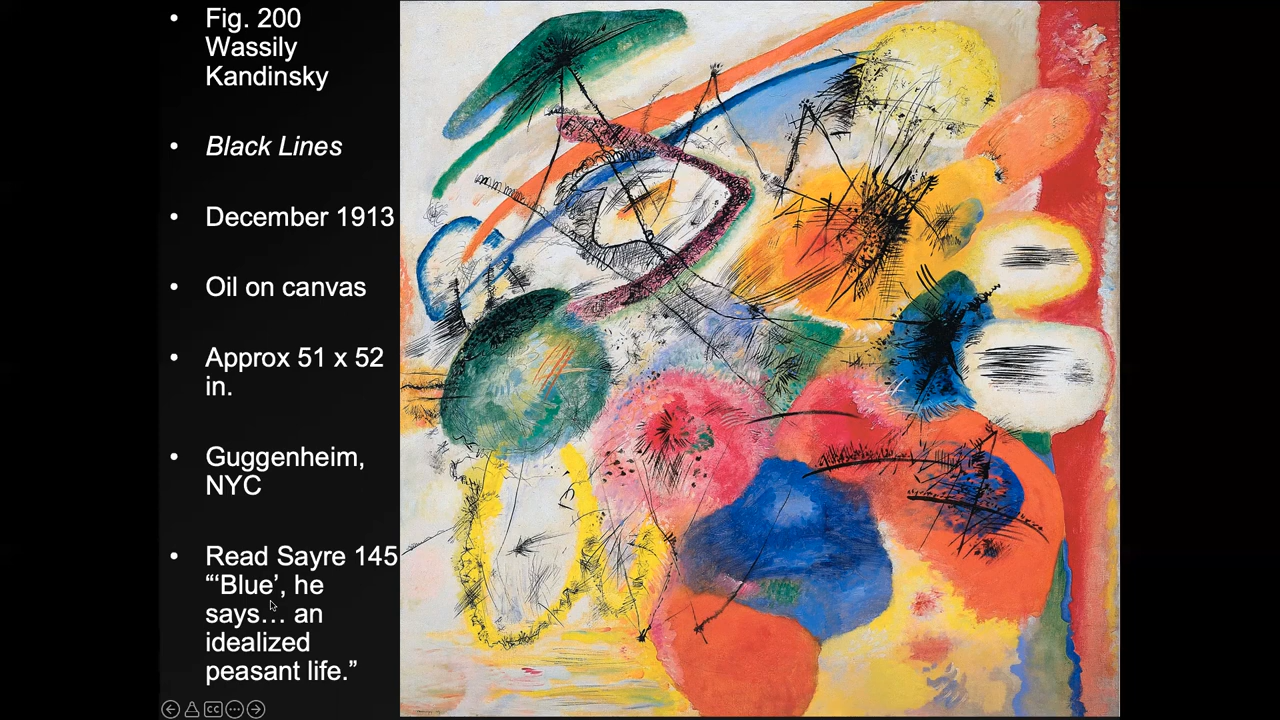 • Fig. 200
Wassily
Kandinsky
• Black Lines
• December 1913
• Oil on canvas
• Approx 51 x 52
in.
• Guggenheim,
NYC
• Read Sayre 145
“‘Blue’, he
says… an
idealized
peasant life.”
CC